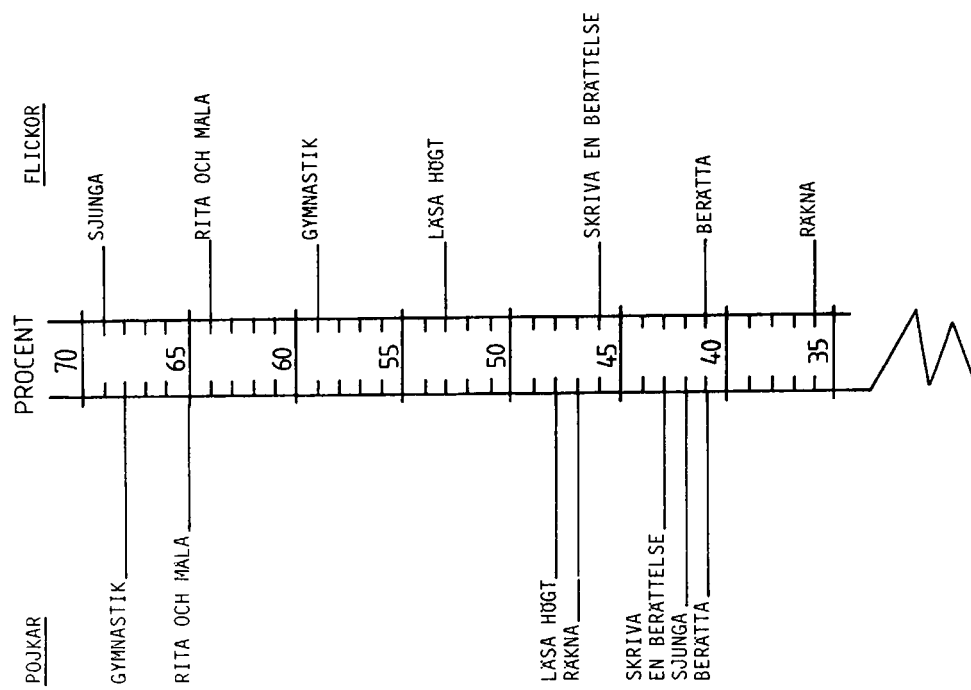 POJKAR
PROCENT
FLICKOR
70
65
60
55
50
45
40
35
GYMNASTIK
RITA OCH MÅLA
LÄSA HÖGT
RÄKNA
SKRIVA
EN BERÄTTELSE
SJUNGA
BERÄTTA
SJUNGA
RITA OCH MÅLA
GYMNASTIK
LÄSA HÖGT
SKRIVA EN BERÄTTELSE
BERÄTTA
RÄKNA